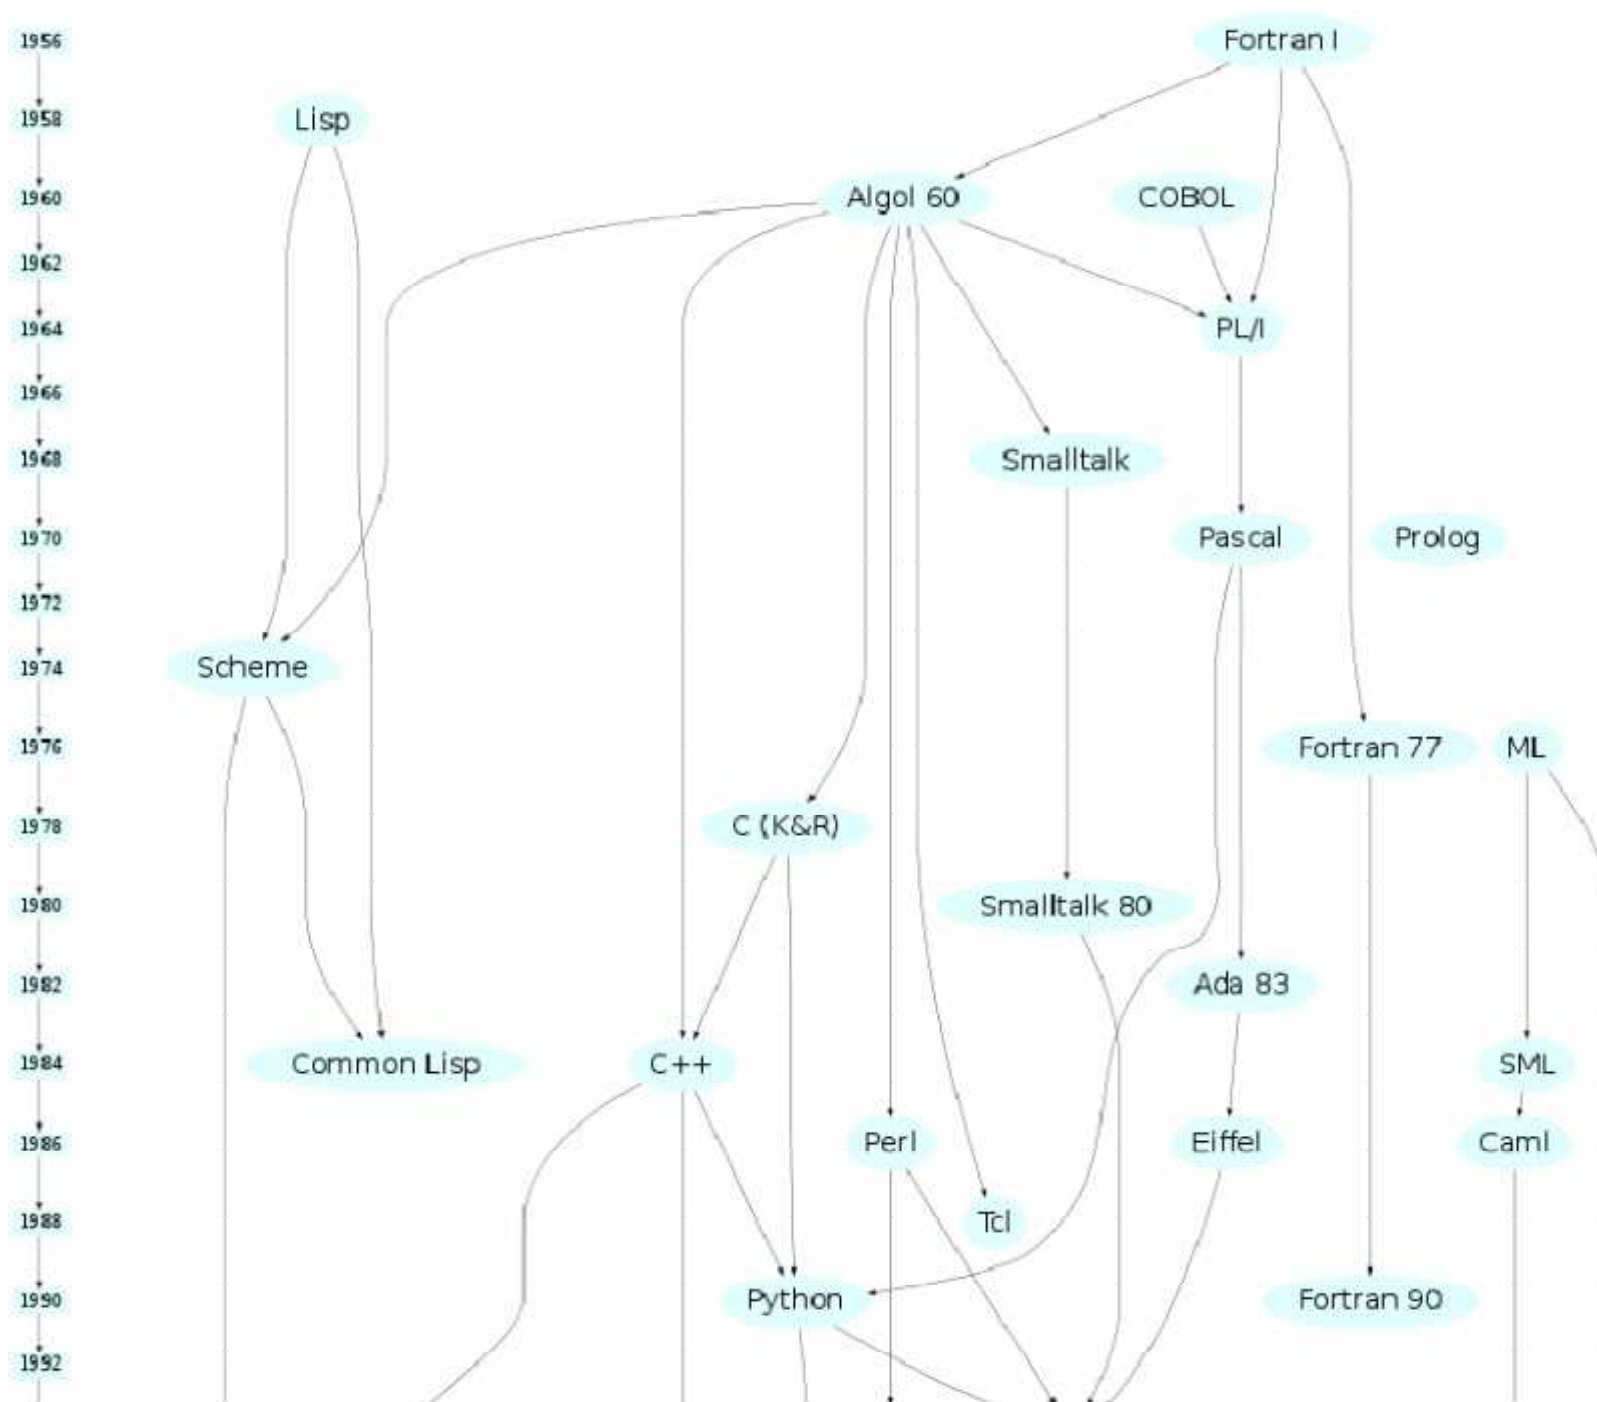 1956 Fortran I
1958 Lisp
1960 Algol 60 COBOL
1962
1964 PL/I
1966
1968 Smalltalk
1970 Pascal Prolog
1972
1974 Scheme
1976 Fortran 77 ML
1978 C (K&R)
1980 Smalltalk 80
1982 Ada 83
1984 Common Lisp C++ SML
1986 Perl Eiffel Caml
1988 Tcl
1990 Python Fortran 90
1992